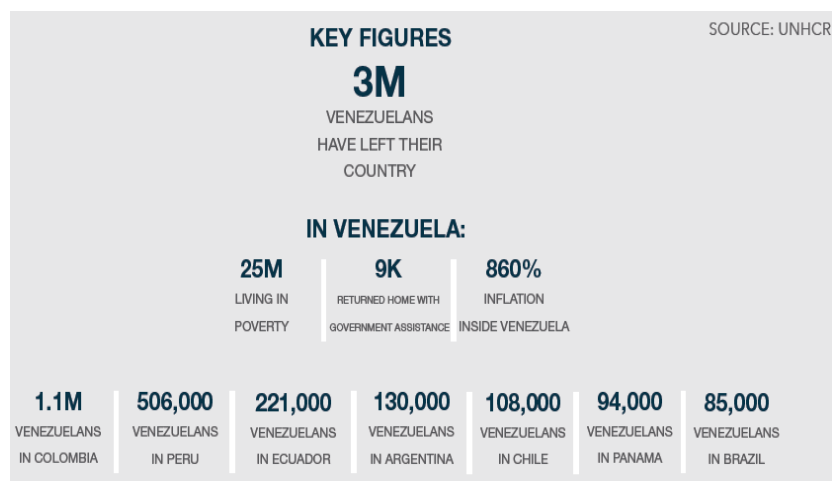 SOURCE: UNHCR
KEY FIGURES
3M
VENEZUELANS
HAVE LEFT THEIR
COUNTRY
IN VENEZUELA:
25M
LIVING IN
POVERTY
9K
RETURNED HOME WITH
GOVERNMENT ASSISTANCE
860%
INFLATION
INSIDE VENEZUELA
1.1M
VENEZUELANS
IN COLOMBIA
506,000
VENEZUELANS
IN PERU
221,000
VENEZUELANS
IN ECUADOR
130,000
VENEZUELANS
IN ARGENTINA
108,000
VENEZUELANS
IN CHILE
94,000
VENEZUELANS
IN PANAMA
85,000
VENEZUELANS
IN BRAZIL